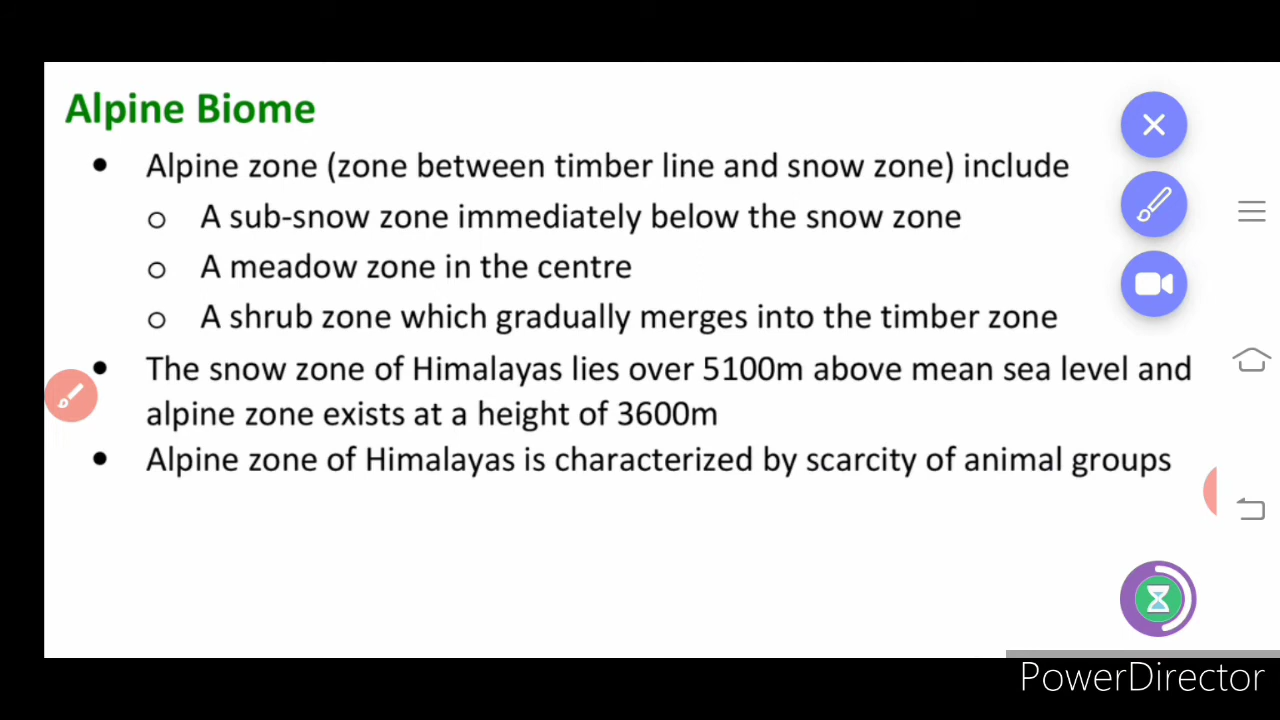 Alpine Biome
• Alpine zone (zone between timber line and snow zone) include
o A sub-snow zone immediately below the snow zone
o A meadow zone in the centre
o A shrub zone which gradually merges into the timber zone
• The snow zone of Himalayas lies over 5100m above mean sea level and
alpine zone exists at a height of 3600m
• Alpine zone of Himalayas is characterized by scarcity of animal groups
PowerDirector